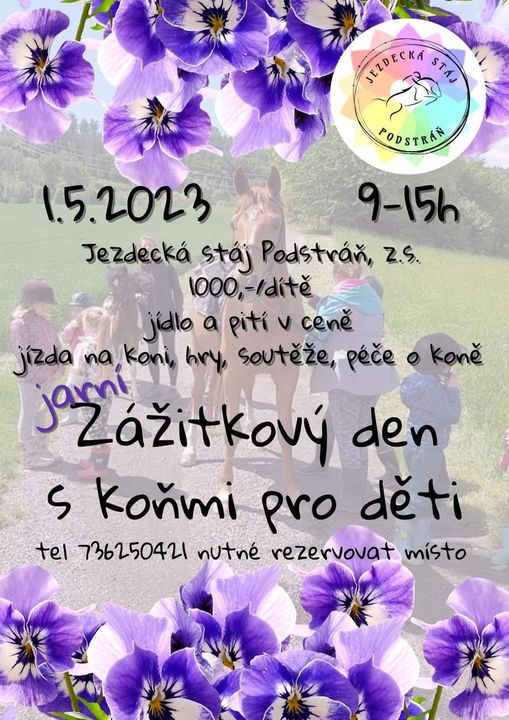 JEZDECKÁ STÁJ
PODSTRÁŇ
1.5.2023 9-15h
Jezdecká stáj Podstráň, z.s.
1000,-/dítě
jídlo a pití v ceně
jízda na koni, hry, soutěže, péče o koně
jarní
Zážitkový den
s koňmi pro děti
tel 736250421 nutné rezervovat místo